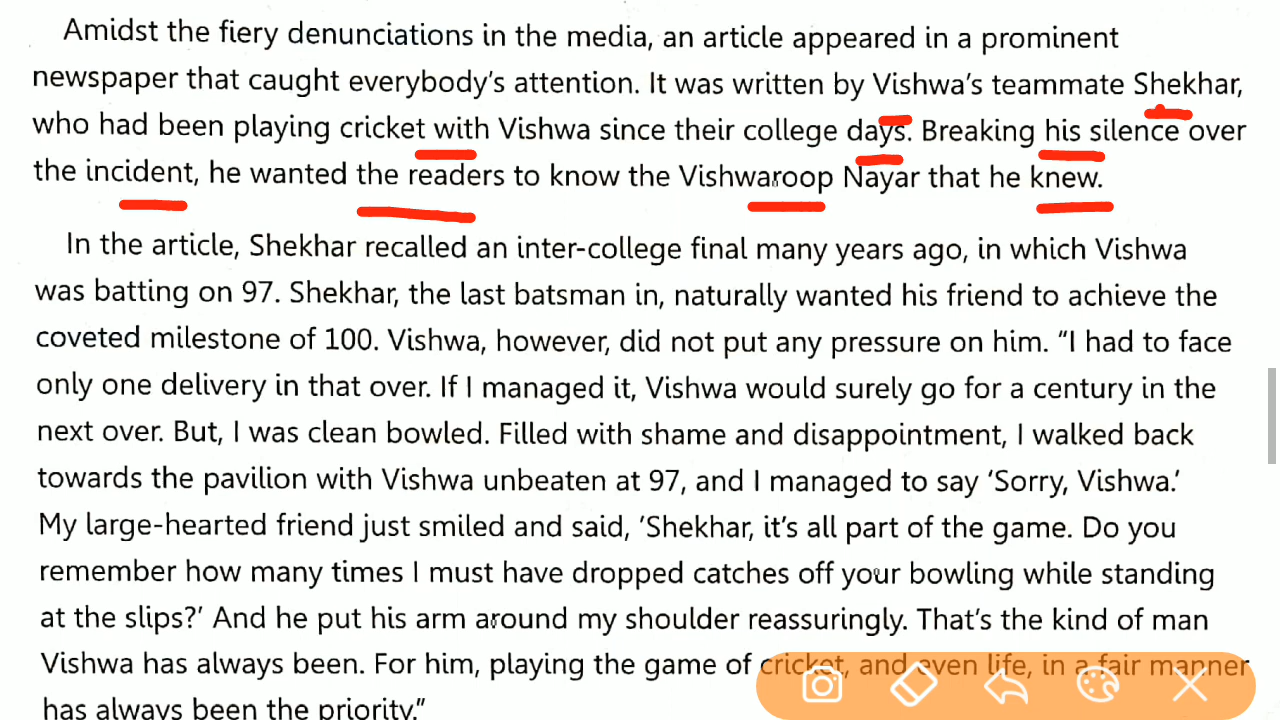 Amidst the fiery denunciations in the media, an article appeared in a prominent
newspaper that caught everybody's attention. It was written by Vishwa's teammate Shekhar,
who had been playing cricket with Vishwa since their college days. Breaking his silence over
the incident, he wanted the readers to know the Vishwaroop Nayar that he knew.
In the article, Shekhar recalled an inter-college final many years ago, in which Vishwa
was batting on 97. Shekhar, the last batsman in, naturally wanted his friend to achieve the
coveted milestone of 100. Vishwa, however, did not put any pressure on him. “I had to face
only one delivery in that over. If I managed it, Vishwa would surely go for a century in the
next over. But, I was clean bowled. Filled with shame and disappointment, I walked back
towards the pavilion with Vishwa unbeaten at 97, and I managed to say ‘Sorry, Vishwa.’
My large-hearted friend just smiled and said, ‘Shekhar, it’s all part of the game. Do you
remember how many times I must have dropped catches off your bowling while standing
at the slips?’ And he put his arm around my shoulder reassuringly. That’s the kind of man
Vishwa has always been. For him, playing the game of cricket, and even life, in a fair manner
has always been the priority.”